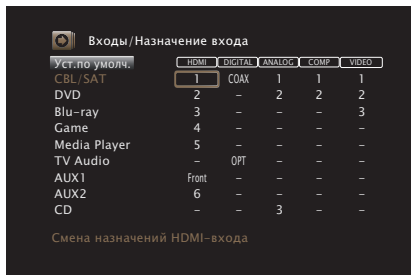 Входы/Назначение входа
Уст.по умолч. HDMI DIGITAL ANALOG COMP VIDEO
CBL/SAT 1 COAX 1 1 1
DVD 2 – 2 2 2
Blu-ray 3 – – – 3
Game 4 – – – –
Media Player 5 – – – –
TV Audio – OPT – – –
AUX1 Front – – – –
AUX2 6 – – – –
CD – – 3 – –
Смена назначений HDMI-входа